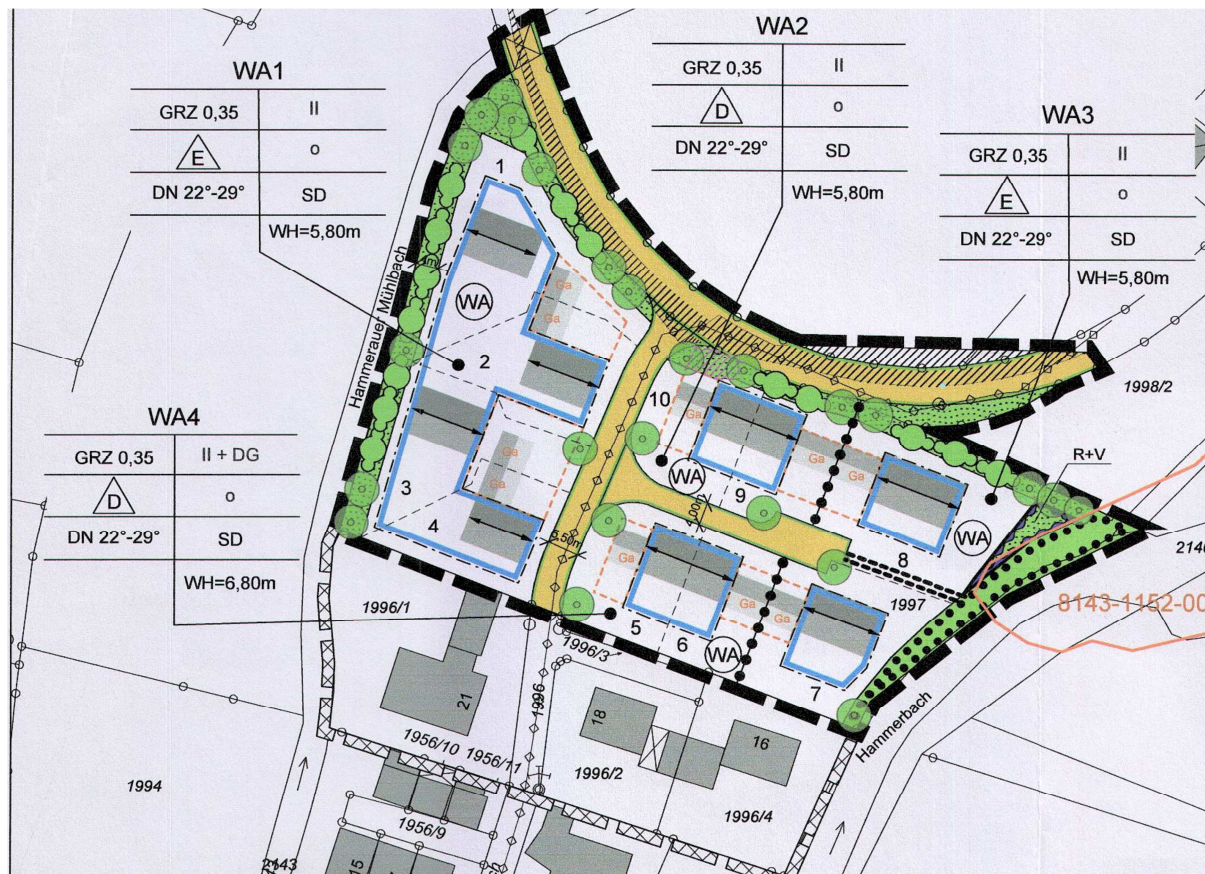 WA1
GRZ 0,35 II
E o
DN 22°-29° SD
WH=5,80m
WA2
GRZ 0,35 II
D o
DN 22°-29° SD
WH=5,80m
WA3
GRZ 0,35 II
E o
DN 22°-29° SD
WH=5,80m
WA4
GRZ 0,35 II + DG
D o
DN 22°-29° SD
WH=6,80m
Hammerauer Mühlbach
1
WA
Ga
Ga
2
3
4
Ga
Ga
10
Ga
WA
9
Ga
Ga
8
WA
R+V
1998/2
2140
8143-1152-00
1997
5,50m
Ga
5
6
Ga
Ga
WA
7
Hammerbach
1996/1
1996/3
1996
21
18
16
1996/2
1996/4
1956/10
1956/11
1956/9
1994
15
2143